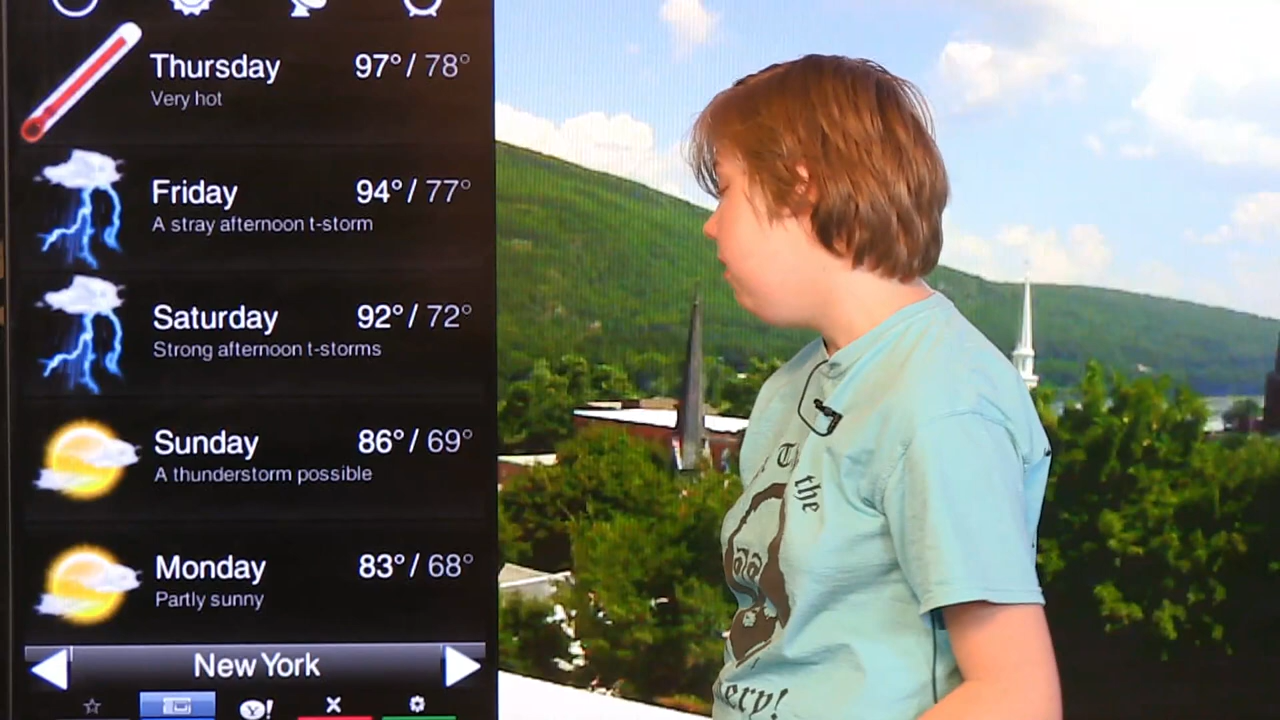 Thursday 97°/ 78°
Very hot
Friday 94°/ 77°
A stray afternoon t-storm
Saturday 92°/ 72°
Strong afternoon t-storms
Sunday 86°/ 69°
A thunderstorm possible
Monday 83°/ 68°
Partly sunny
New York
Y!
the